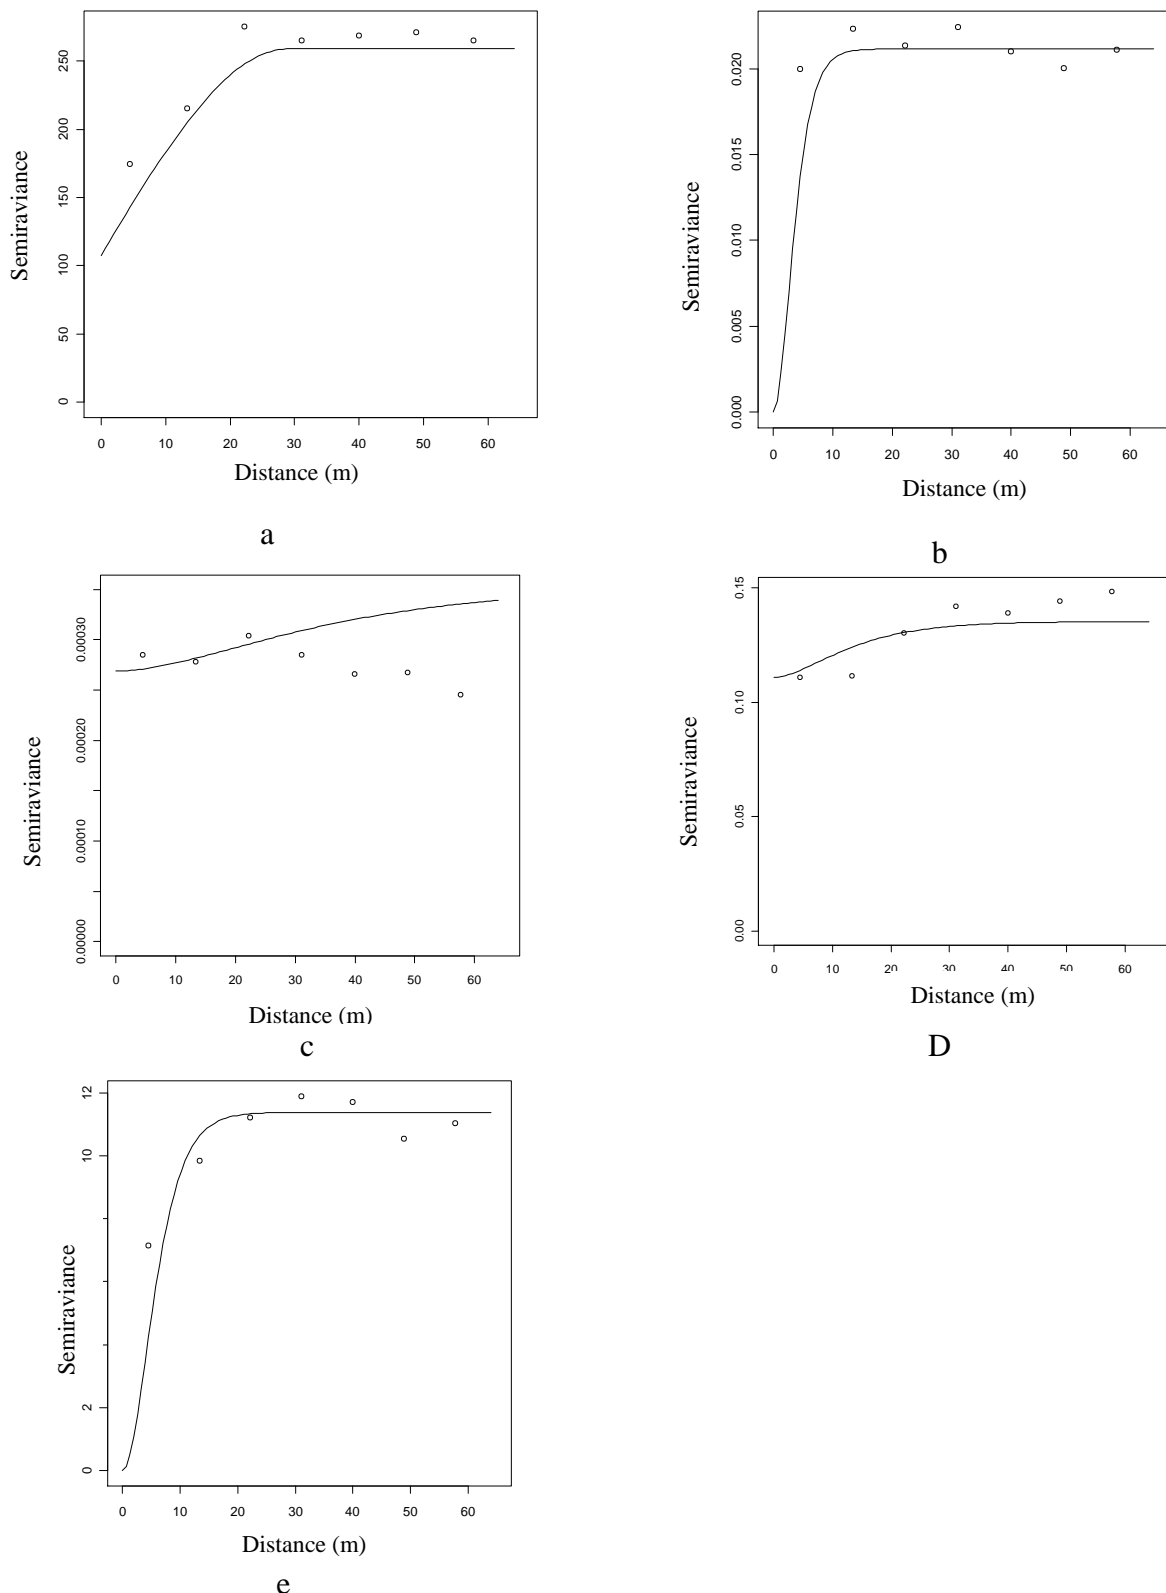 250
200
150
100
50
0
Semiraviance
0 10 20 30 40 50 60
Distance (m)
a
0.020
0.015
0.010
0.005
0.000
Semiraviance
0 10 20 30 40 50 60
Distance (m)
b
0.00030
0.00020
0.00010
0.00000
Semiraviance
0 10 20 30 40 50 60
Distance (m)
c
0.15
0.10
0.05
0.00
Semiraviance
0 10 20 30 40 50 60
Distance (m)
D
12
10
2
0
Semiraviance
0 10 20 30 40 50 60
Distance (m)
e